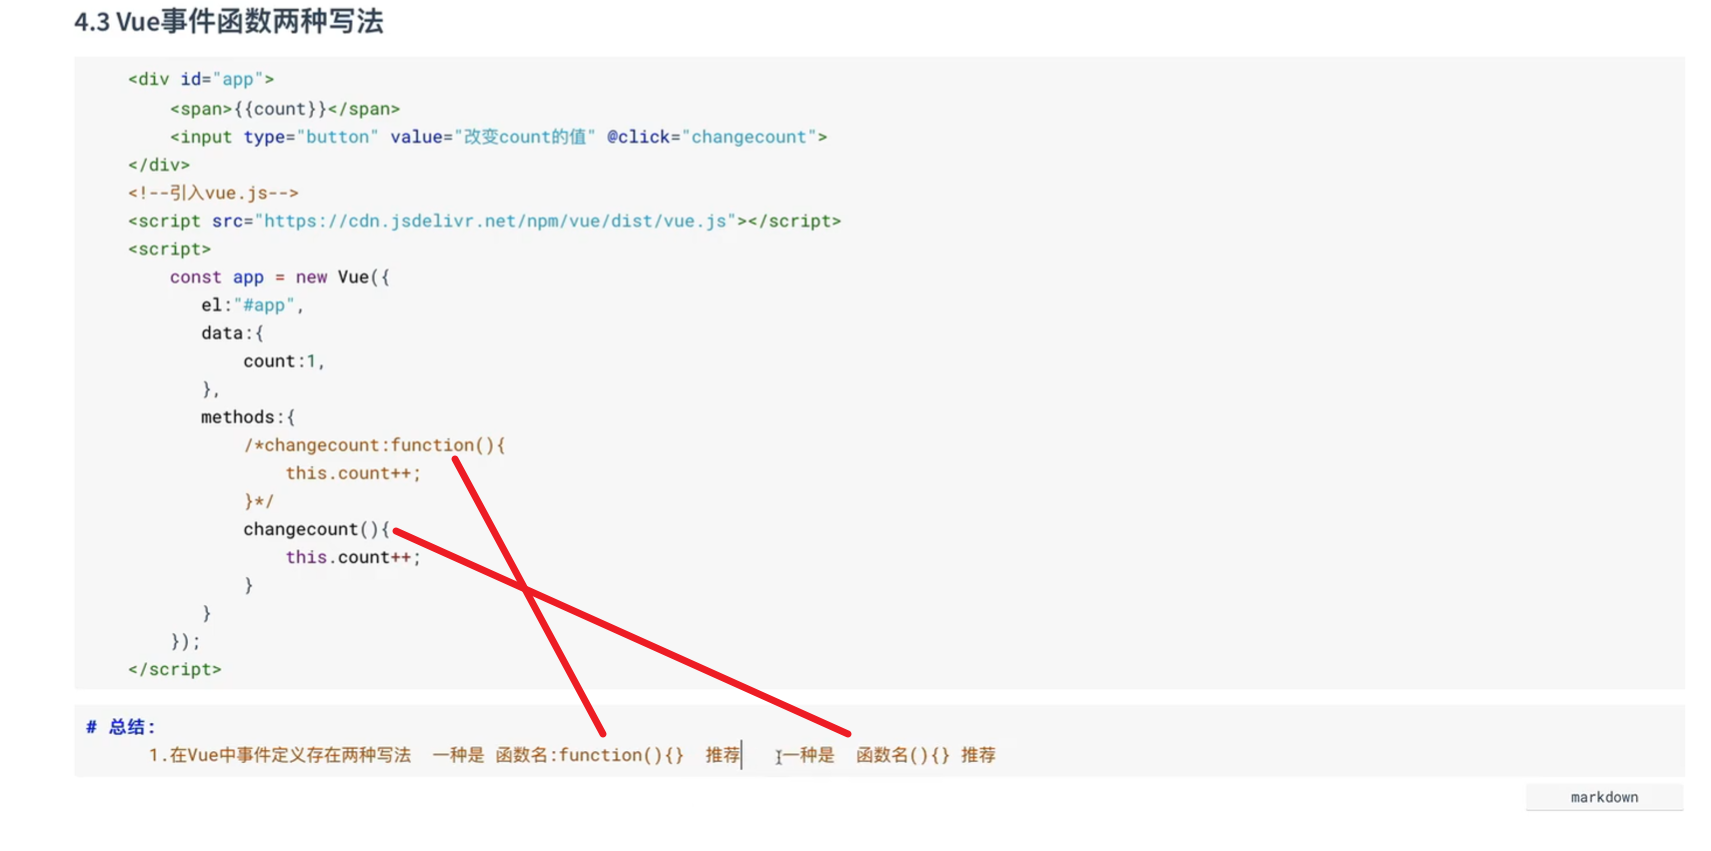 4.3 Vue事件函数两种写法
<div id="app">
<span>{{count}}</span>
<input type="button" value="改变count的值" @click="changecount">
</div>
<!--引入vue.js-->
<script src="https://cdn.jsdelivr.net/npm/vue/dist/vue.js"></script>
<script>
const app = new Vue({
el:"#app",
data:{
count:1,
},
methods:{
/*changecount:function(){
this.count++;
}*/
changecount(){
this.count++;
}
}
});
</script>
# 总结:
1.在Vue中事件定义存在两种写法 一种是 函数名:function(){} 推荐 一种是 函数名(){} 推荐
markdown